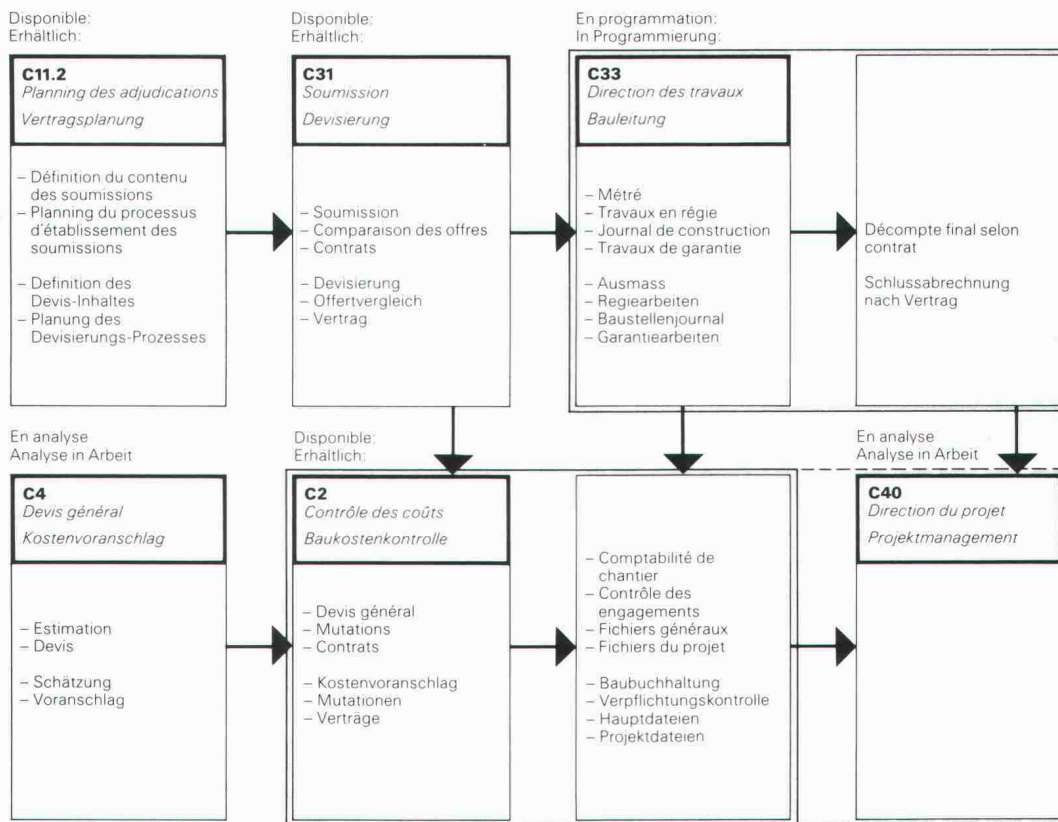 Disponible:
Erhältlich:
C11.2
Planning des adjudications
Vertragsplanung
– Définition du contenu
des soumissions
– Planning du processus
d'établissement des
soumissions
– Definition des
Devis-Inhaltes
– Planung des
Devisierungs-Prozesses
Disponible:
Erhältlich:
C31
Soumission
Devisierung
– Soumission
– Comparaison des offres
– Contrats
– Devisierung
– Offertvergleich
– Vertrag
En programmation:
In Programmierung:
C33
Direction des travaux
Bauleitung
– Métré
– Travaux en régie
– Journal de construction
– Travaux de garantie
– Ausmass
– Regiearbeiten
– Baustellenjournal
– Garantiearbeiten
Décompte final selon
contrat
Schlussabrechnung
nach Vertrag
En analyse
Analyse in Arbeit
C4
Devis général
Kostenvoranschlag
– Estimation
– Devis
– Schätzung
– Voranschlag
Disponible:
Erhältlich:
C2
Contrôle des coûts
Baukostenkontrolle
– Devis général
– Mutations
– Contrats
– Kostenvoranschlag
– Mutationen
– Verträge
– Comptabilité de
chantier
– Contrôle des
engagements
– Fichiers généraux
– Fichiers du projet
– Baubuchhaltung
– Verpflichtungskontrolle
– Hauptdateien
– Projektdateien
En analyse
Analyse in Arbeit
C40
Direction du projet
Projektmanagement